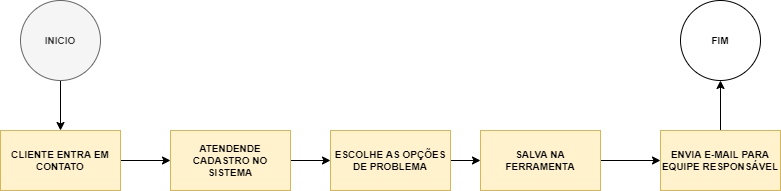 INICIO
FIM
CLIENTE ENTRA EM
CONTATO
ATENDENDE
CADASTRO NO
SISTEMA
ESCOLHE AS OPÇÕES
DE PROBLEMA
SALVA NA
FERRAMENTA
ENVIA E-MAIL PARA
EQUIPE RESPONSÁVEL